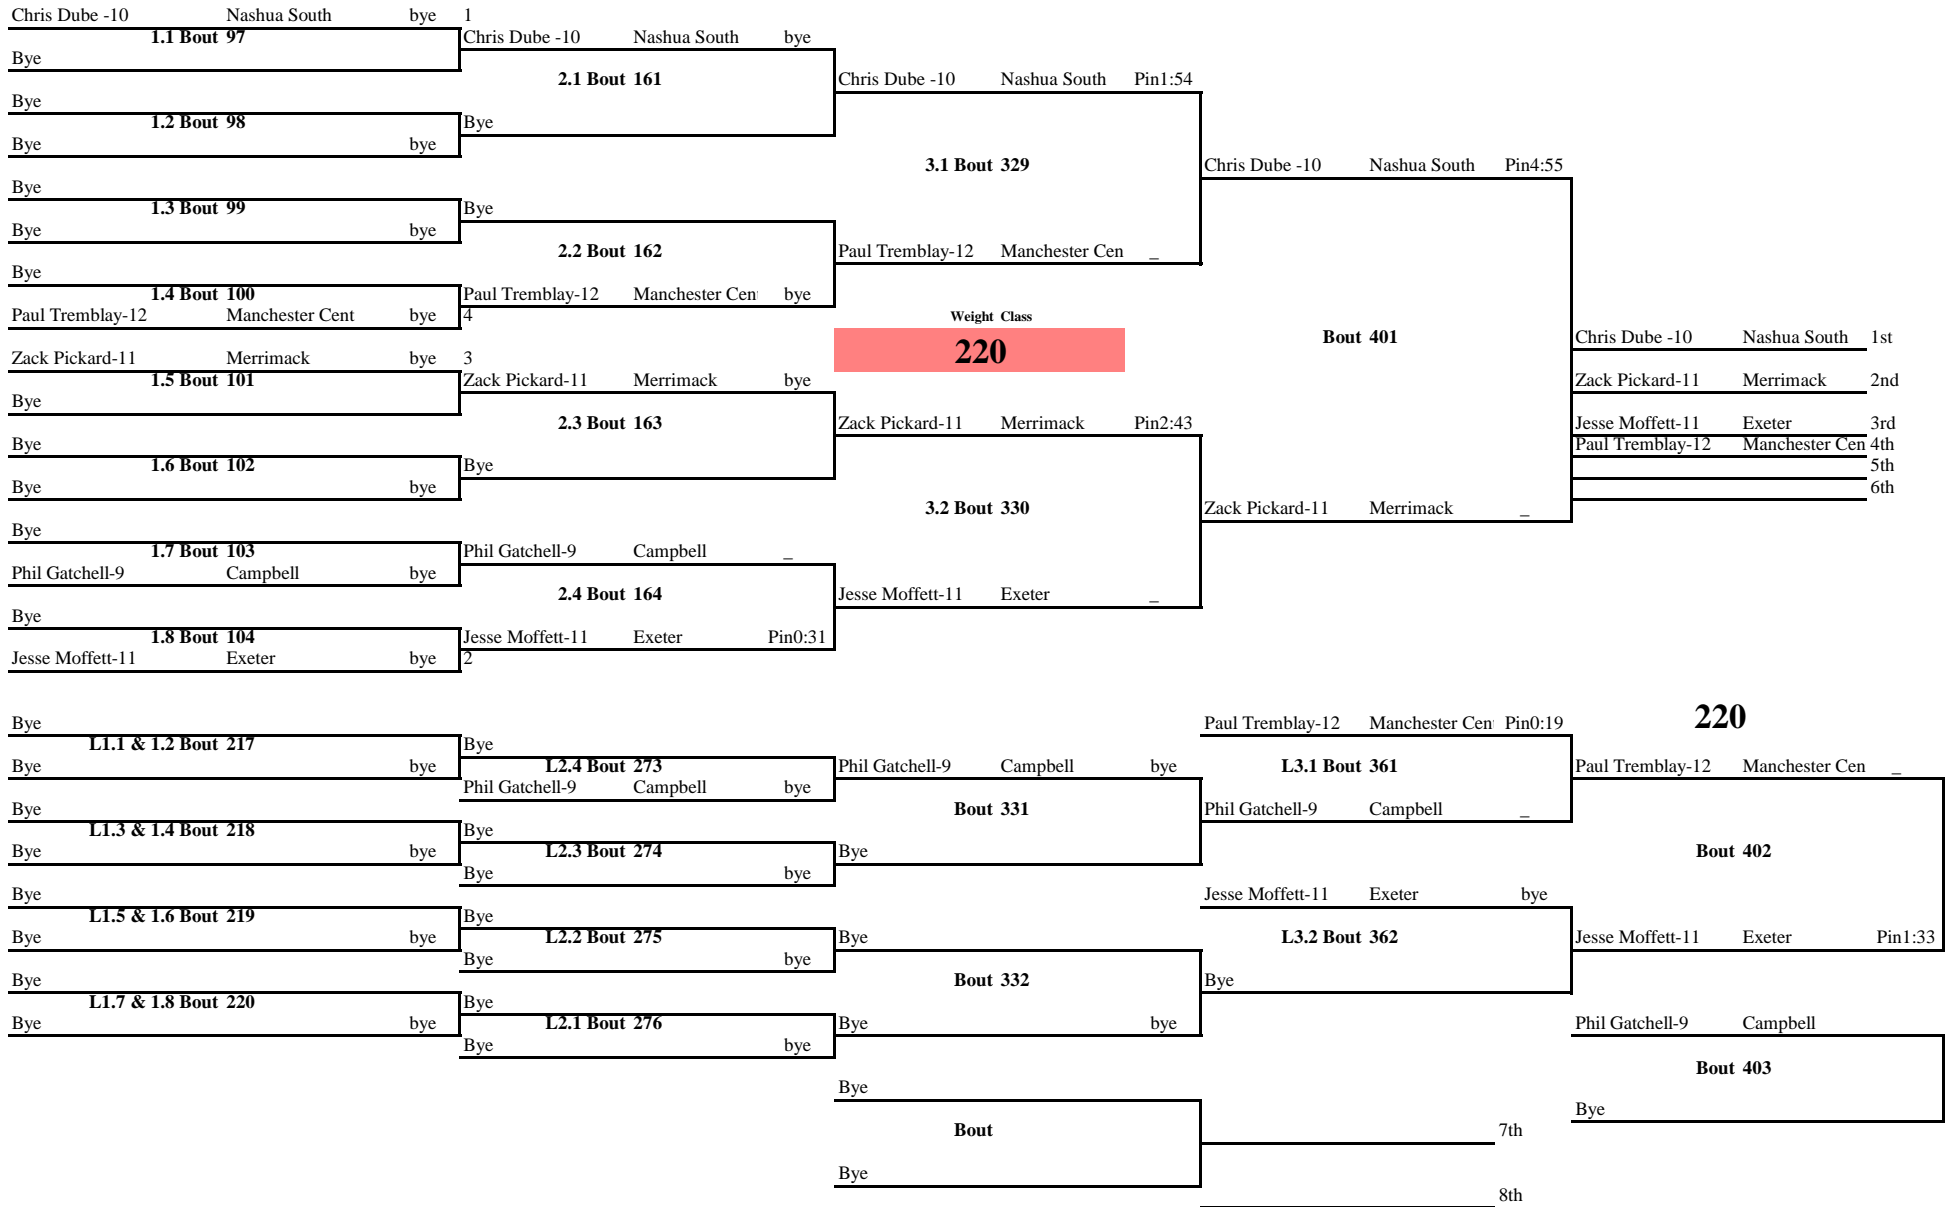 Chris Dube -10 Nashua South bye 1
1.1 Bout 97 Chris Dube -10 Nashua South bye
Bye
2.1 Bout 161 Chris Dube -10 Nashua South Pin1:54
Bye
1.2 Bout 98 Bye
Bye bye
3.1 Bout 329 Chris Dube -10 Nashua South Pin4:55
Bye
1.3 Bout 99 Bye
Bye bye
2.2 Bout 162 Paul Tremblay-12 Manchester Cen _
Bye
1.4 Bout 100 Paul Tremblay-12 Manchester Cen bye
Paul Tremblay-12 Manchester Cent bye 4 Weight Class
Bout 401 Chris Dube -10 Nashua South 1st
Zack Pickard-11 Merrimack bye 3 220
1.5 Bout 101 Zack Pickard-11 Merrimack bye Zack Pickard-11 Merrimack 2nd
Bye
2.3 Bout 163 Zack Pickard-11 Merrimack Pin2:43 Jesse Moffett-11 Exeter 3rd
Bye Paul Tremblay-12 Manchester Cen 4th
1.6 Bout 102 Bye 5th
Bye bye 6th
3.2 Bout 330 Zack Pickard-11 Merrimack _
Bye
1.7 Bout 103 Phil Gatchell-9 Campbell _
Phil Gatchell-9 Campbell bye
2.4 Bout 164 Jesse Moffett-11 Exeter _
Bye
1.8 Bout 104 Jesse Moffett-11 Exeter Pin0:31
Jesse Moffett-11 Exeter bye 2
Bye Paul Tremblay-12 Manchester Cen Pin0:19 220
L1.1 & 1.2 Bout 217 Bye
Bye bye L2.4 Bout 273 Phil Gatchell-9 Campbell bye L3.1 Bout 361 Paul Tremblay-12 Manchester Cen _
Phil Gatchell-9 Campbell bye
Bye Bout 331 Phil Gatchell-9 Campbell _
L1.3 & 1.4 Bout 218 Bye
Bye bye L2.3 Bout 274 Bye Bout 402
Bye bye
Bye Jesse Moffett-11 Exeter bye
L1.5 & 1.6 Bout 219 Bye
Bye bye L2.2 Bout 275 Bye L3.2 Bout 362 Jesse Moffett-11 Exeter Pin1:33
Bye bye
Bye Bout 332 Bye
L1.7 & 1.8 Bout 220 Bye
Bye bye L2.1 Bout 276 Bye bye Phil Gatchell-9 Campbell
Bye bye
Bout 403
Bye
Bye
Bout 7th
Bye
8th